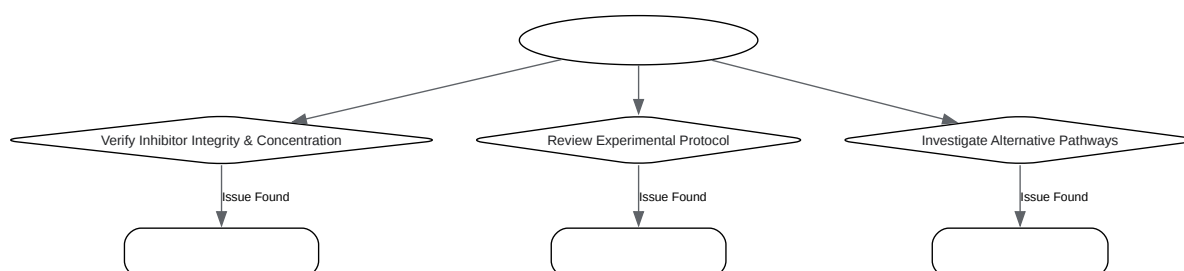 Verify Inhibitor Integrity & Concentration
Review Experimental Protocol
Investigate Alternative Pathways
Issue Found
Issue Found
Issue Found